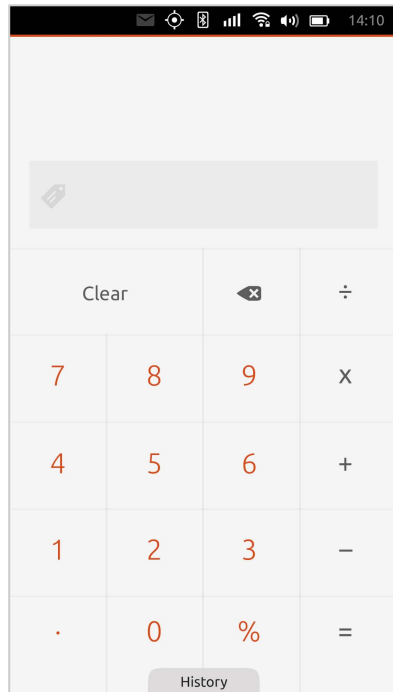 14:10
Clear ÷
7 8 9 x
4 5 6 +
1 2 3 −
. 0 % =
History